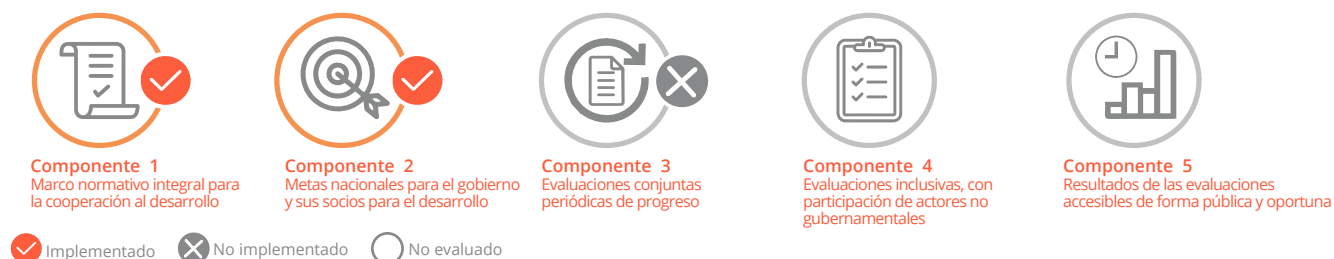 Componente 1
Marco normativo integral para
la cooperación al desarrollo
Componente 2
Metas nacionales para el gobierno
y sus socios para el desarrollo
Componente 3
Evaluaciones conjuntas
periódicas de progreso
Componente 4
Evaluaciones inclusivas, con
participación de actores no
gubernamentales
Componente 5
Resultados de las evaluaciones
accesibles de forma pública y oportuna
Implementado
No implementado
No evaluado